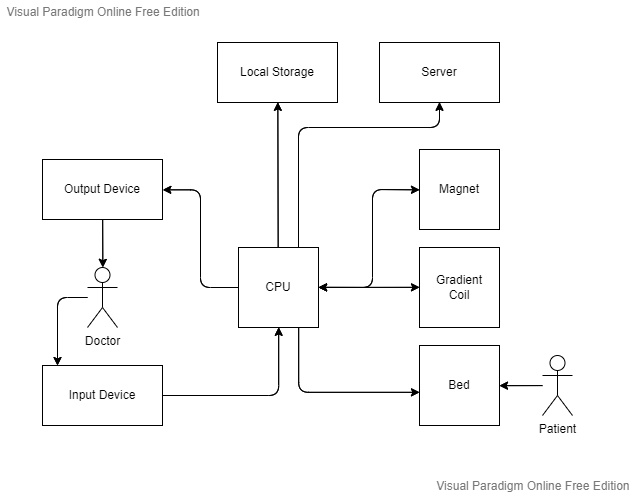 Visual Paradigm Online Free Edition
Local Storage
Server
Output Device
Magnet
CPU
Gradient
Coil
Doctor
Input Device
Bed
Patient
Visual Paradigm Online Free Edition